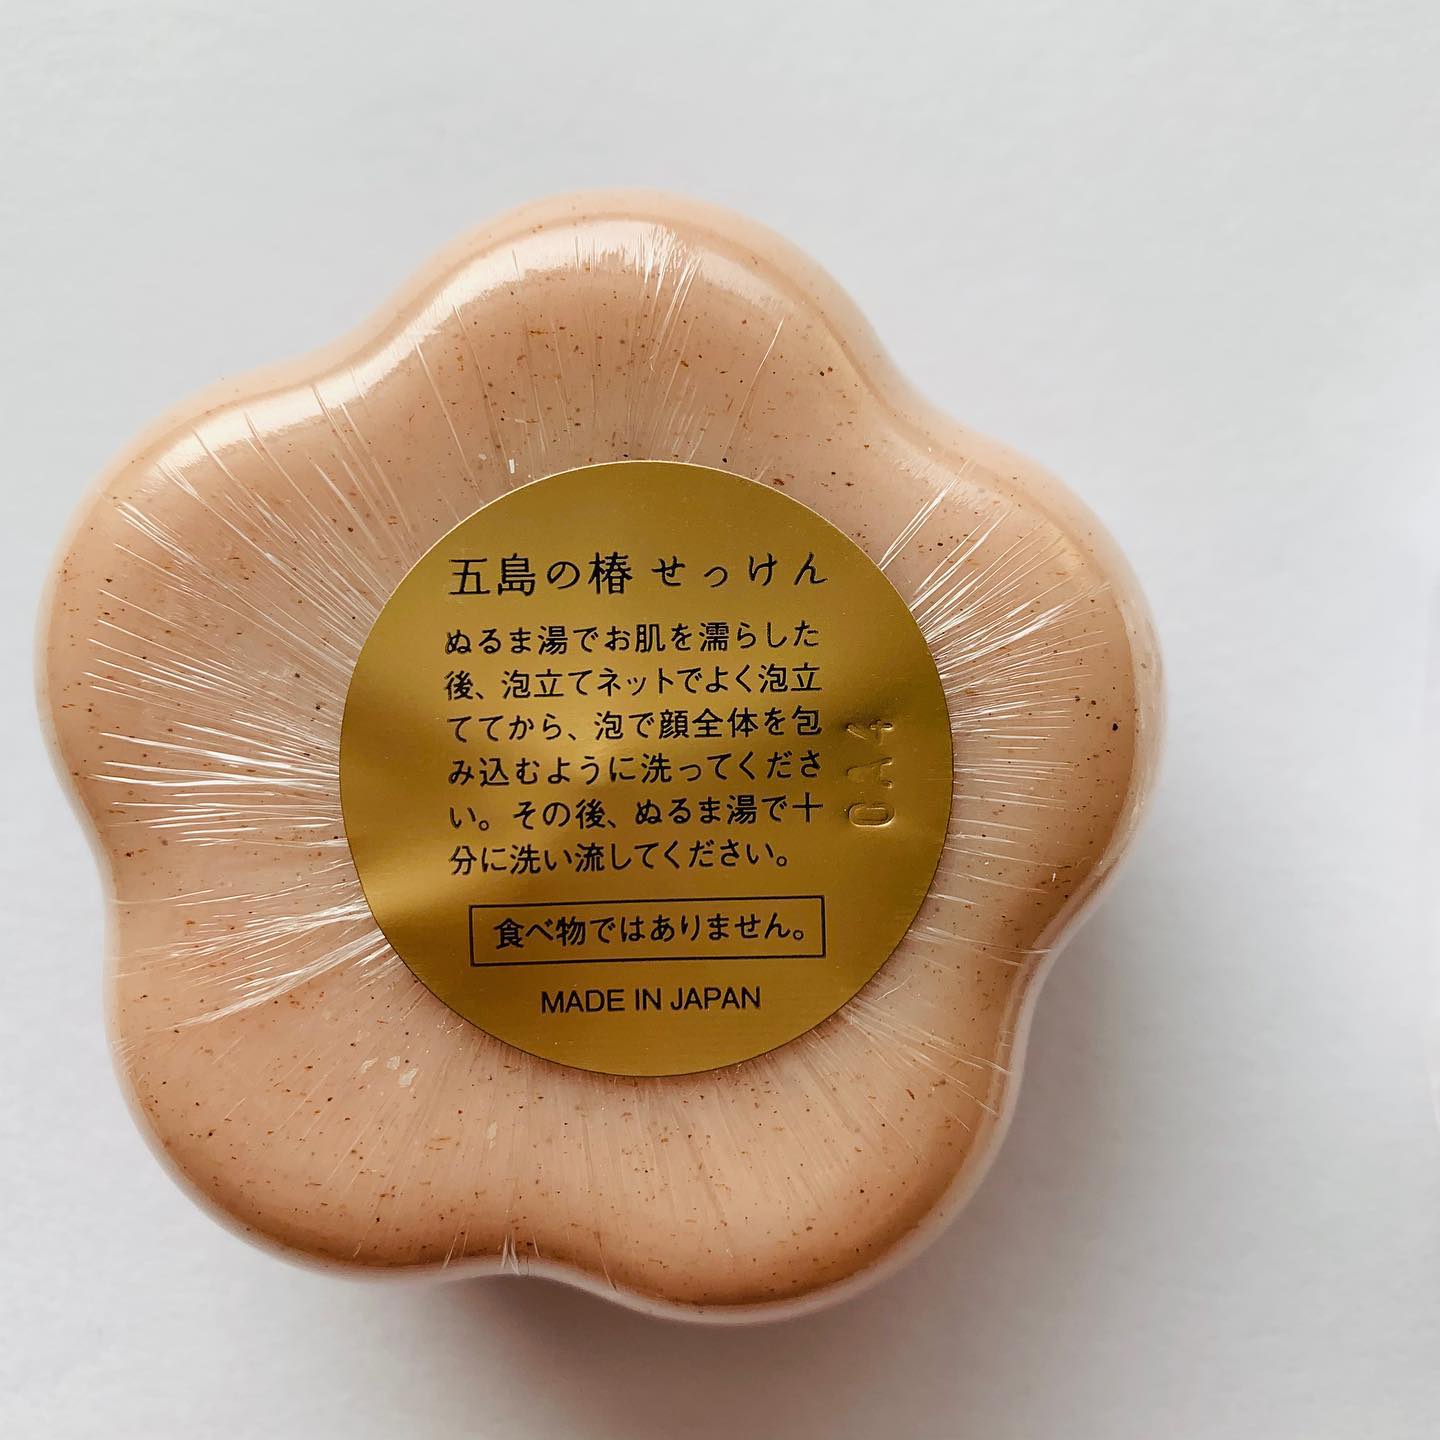 五島の椿 せっけん
ぬるま湯でお肌を濡らした
後、泡立てネットでよく泡立
ててから、泡で顔全体を包
み込むように洗ってくださ
い。その後、ぬるま湯で十
分に洗い流してください。
食べ物ではありません。
MADE IN JAPAN
CA4